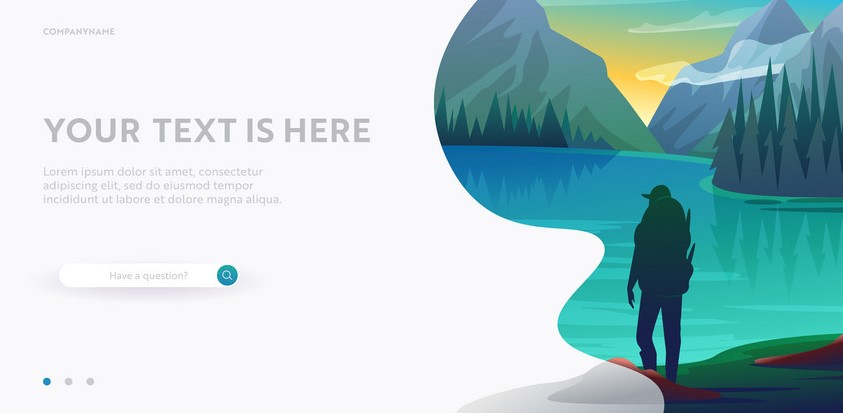 COMPANYNAME
YOUR TEXT IS HERE
Lorem ipsum dolor sit amet, consectetur
adipiscing elit, sed do eiusmod tempor
incididunt ut labore et dolore magna aliqua.
Have a question?